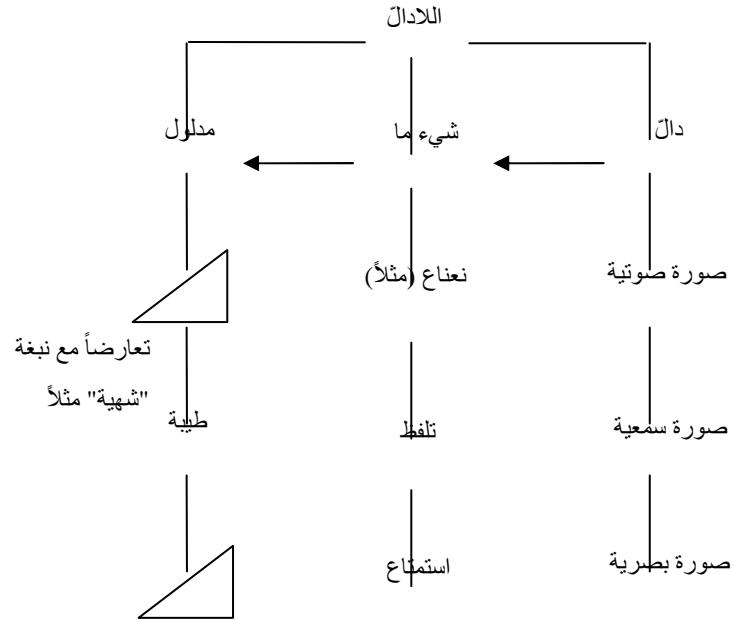 اللادالّ
دالّ
شيء ما
مدلول
صورة صوتية
نعناع (مثلاً)
تعارضاً مع نبغة
"شهية" مثلاً
صورة سمعية
تلفظ
طيبة
صورة بصرية
استمتاع